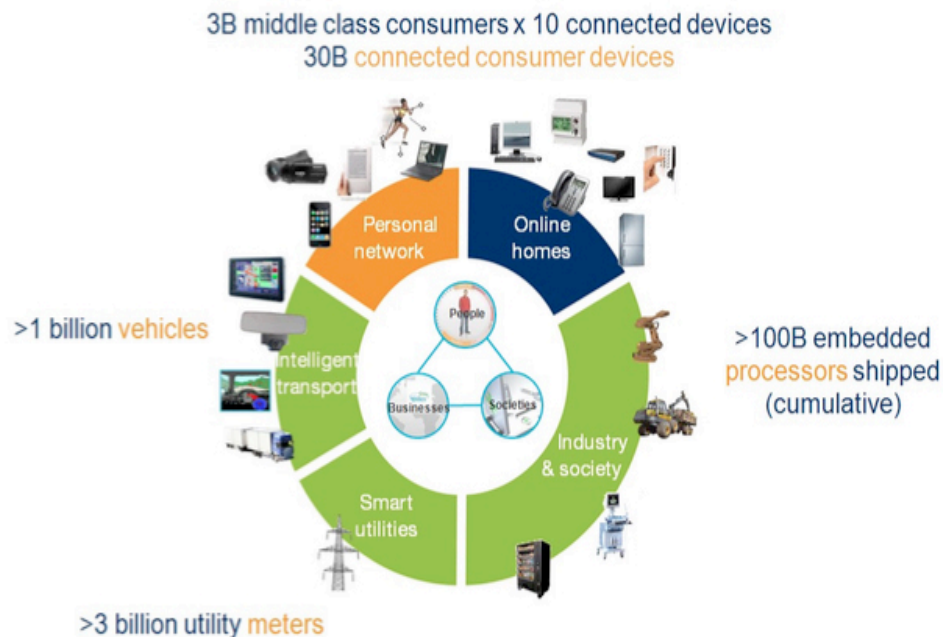 3B middle class consumers x 10 connected devices
30B connected consumer devices
Personal
network
Online
homes
>1 billion vehicles
Intelligent
transport
People
Businesses
Societies
>100B embedded
processors shipped
(cumulative)
Industry
& society
Smart
utilities
>3 billion utility meters